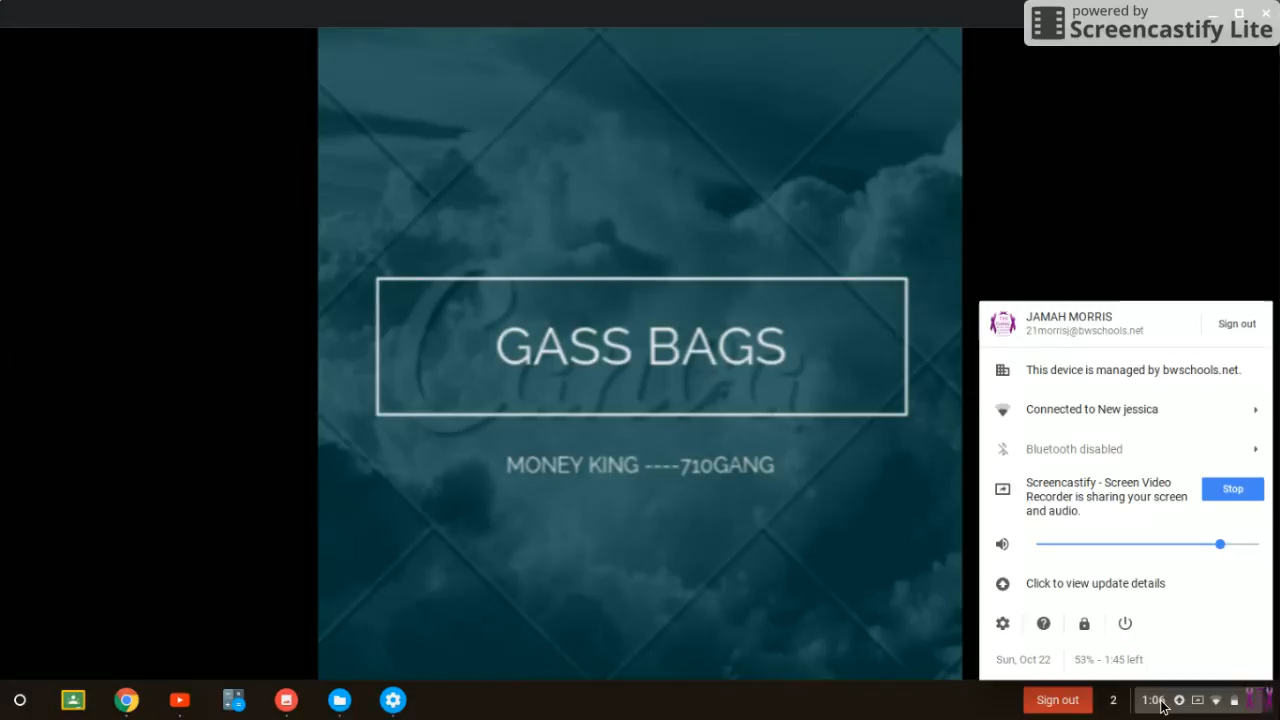 powered by
Screencastify Lite
GASS BAGS
Canva
MONEY KING ----710GANG
JAMAH MORRIS
21morrisj@bwschools.net
Sign out
This device is managed by bwschools.net.
Connected to New jessica
Bluetooth disabled
Screencastify - Screen Video
Recorder is sharing your screen
and audio.
Stop
Click to view update details
Sun, Oct 22
53% - 1:45 left
Sign out
2